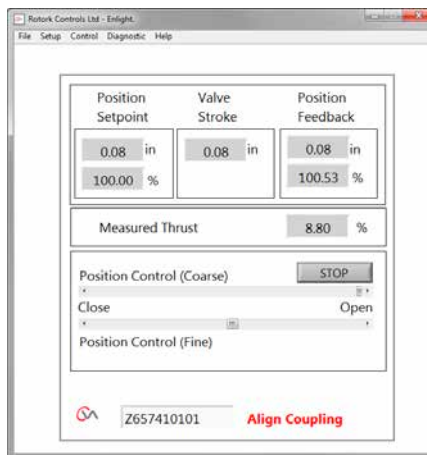 Rotork Controls Ltd - Enlight.
File Setup Control Diagnostic Help
Position Setpoint
Valve Stroke
Position Feedback
0.08 in
0.08 in
0.08 in
100.00 %
100.53 %
Measured Thrust 8.80 %
Position Control (Coarse) STOP
Close Open
Position Control (Fine)
Z657410101 Align Coupling